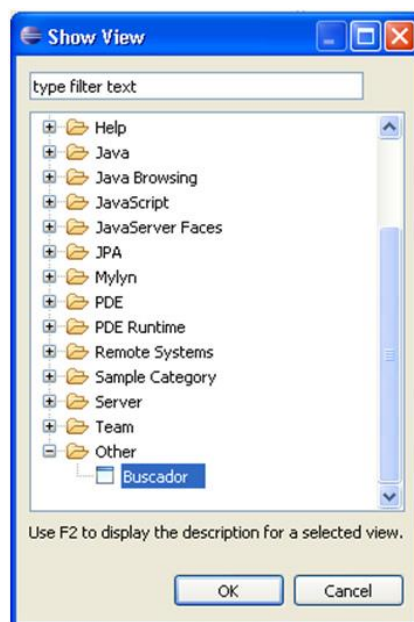 Show View
type filter text
Help
Java
Java Browsing
JavaScript
JavaServer Faces
JPA
Mylyn
PDE
PDE Runtime
Remote Systems
Sample Category
Server
Team
Other
Buscador
Use F2 to display the description for a selected view.
OK Cancel